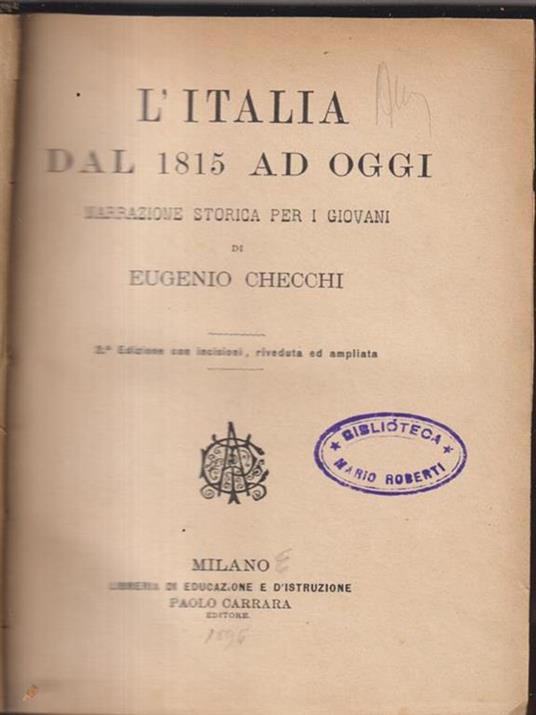 L'ITALIA
DAL 1815 AD OGGI
NARRAZIONE STORICA PER I GIOVANI
DI
EUGENIO CHECCHI
2.ª Edizione con incisioni, riveduta ed ampliata
BIBLIOTECA
MARIO ROBERTI
MILANO
LIBRERIA DI EDUCAZIONE E D'ISTRUZIONE
PAOLO CARRARA
EDITORE.